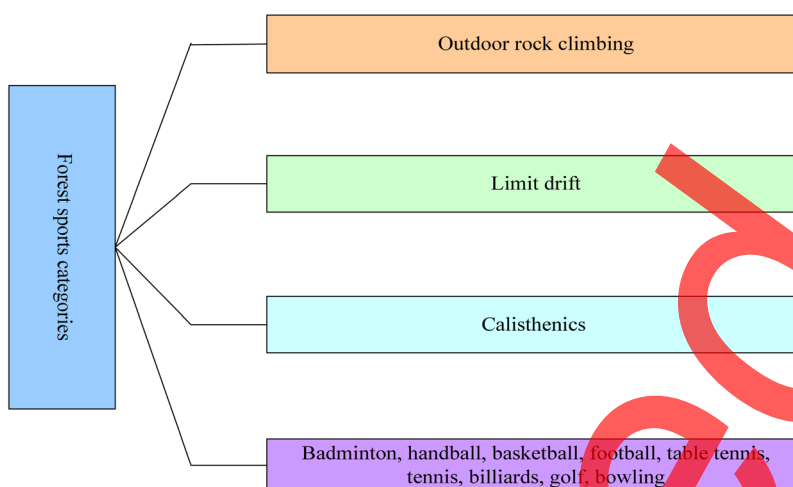 Forest sports categories
Outdoor rock climbing
Limit drift
Calisthenics
Badminton, handball, basketball, football, table tennis,
tennis, billiards, golf, bowling